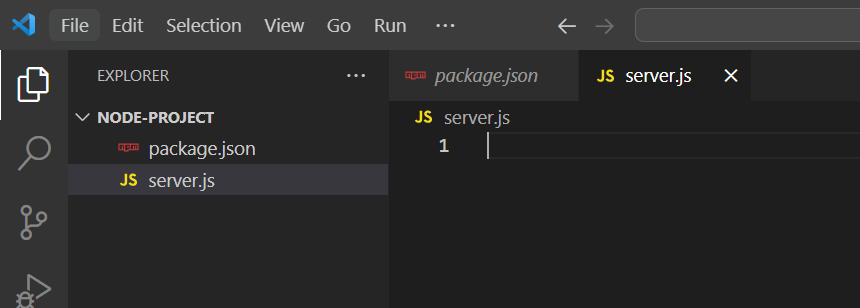 File Edit Selection View Go Run ...
EXPLORER ...
package.json
JS server.js
NODE-PROJECT
JS server.js
package.json
1
JS server.js